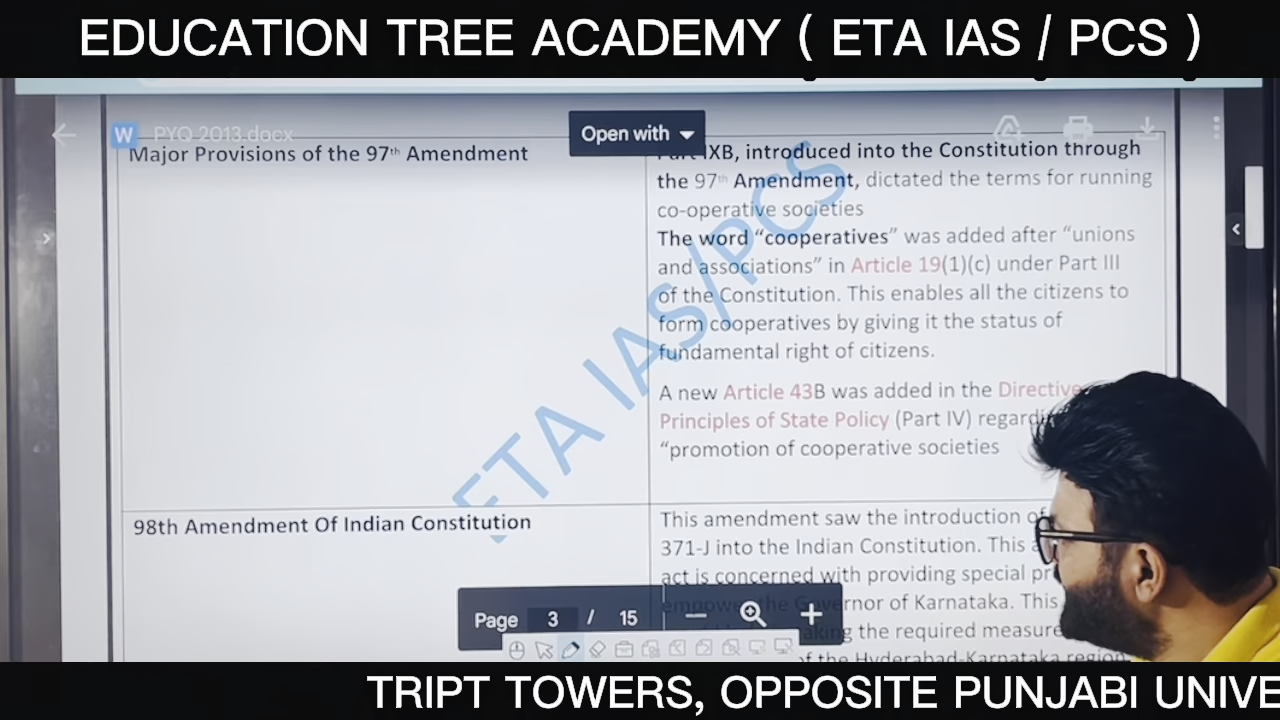 EDUCATION TREE ACADEMY ( ETA IAS / PCS )
PYQ 2013.docx
Open with
Major Provisions of the 97th Amendment
Part IXB, introduced into the Constitution through
the 97th Amendment, dictated the terms for running
co-operative societies
The word “cooperatives” was added after “unions
and associations” in Article 19(1)(c) under Part III
of the Constitution. This enables all the citizens to
form cooperatives by giving it the status of
fundamental right of citizens.
A new Article 43B was added in the Directive
Principles of State Policy (Part IV)
“promotion of cooperative societies
ETA IAS/PCS
98th Amendment Of Indian Constitution
This amendment saw the introduction of
371-J into the Indian Constitution. This
act is concerned with providing special
the Governor of Karnataka. This
the required
of the Hyderabad-Karnataka region
Page 3 / 15
TRIPT TOWERS, OPPOSITE PUNJABI UNIVE